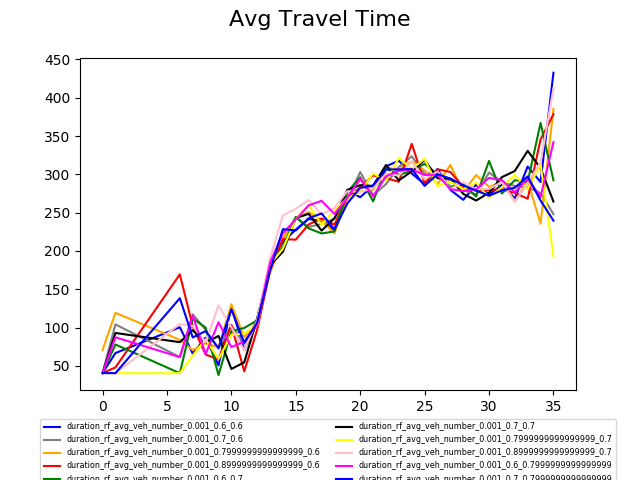 Avg Travel Time
450
400
350
300
250
200
150
100
50
0 5 10 15 20 25 30 35
duration_rf_avg_veh_number_0.001_0.6_0.6
duration_rf_avg_veh_number_0.001_0.7_0.6
duration_rf_avg_veh_number_0.001_0.7999999999999999_0.6
duration_rf_avg_veh_number_0.001_0.8999999999999999_0.6
duration_rf_avg_veh_number_0.001_0.6_0.7
duration_rf_avg_veh_number_0.001_0.7_0.7
duration_rf_avg_veh_number_0.001_0.7999999999999999_0.7
duration_rf_avg_veh_number_0.001_0.8999999999999999_0.7
duration_rf_avg_veh_number_0.001_0.6_0.7999999999999999
duration_rf_avg_veh_number_0.001_0.7_0.7999999999999999